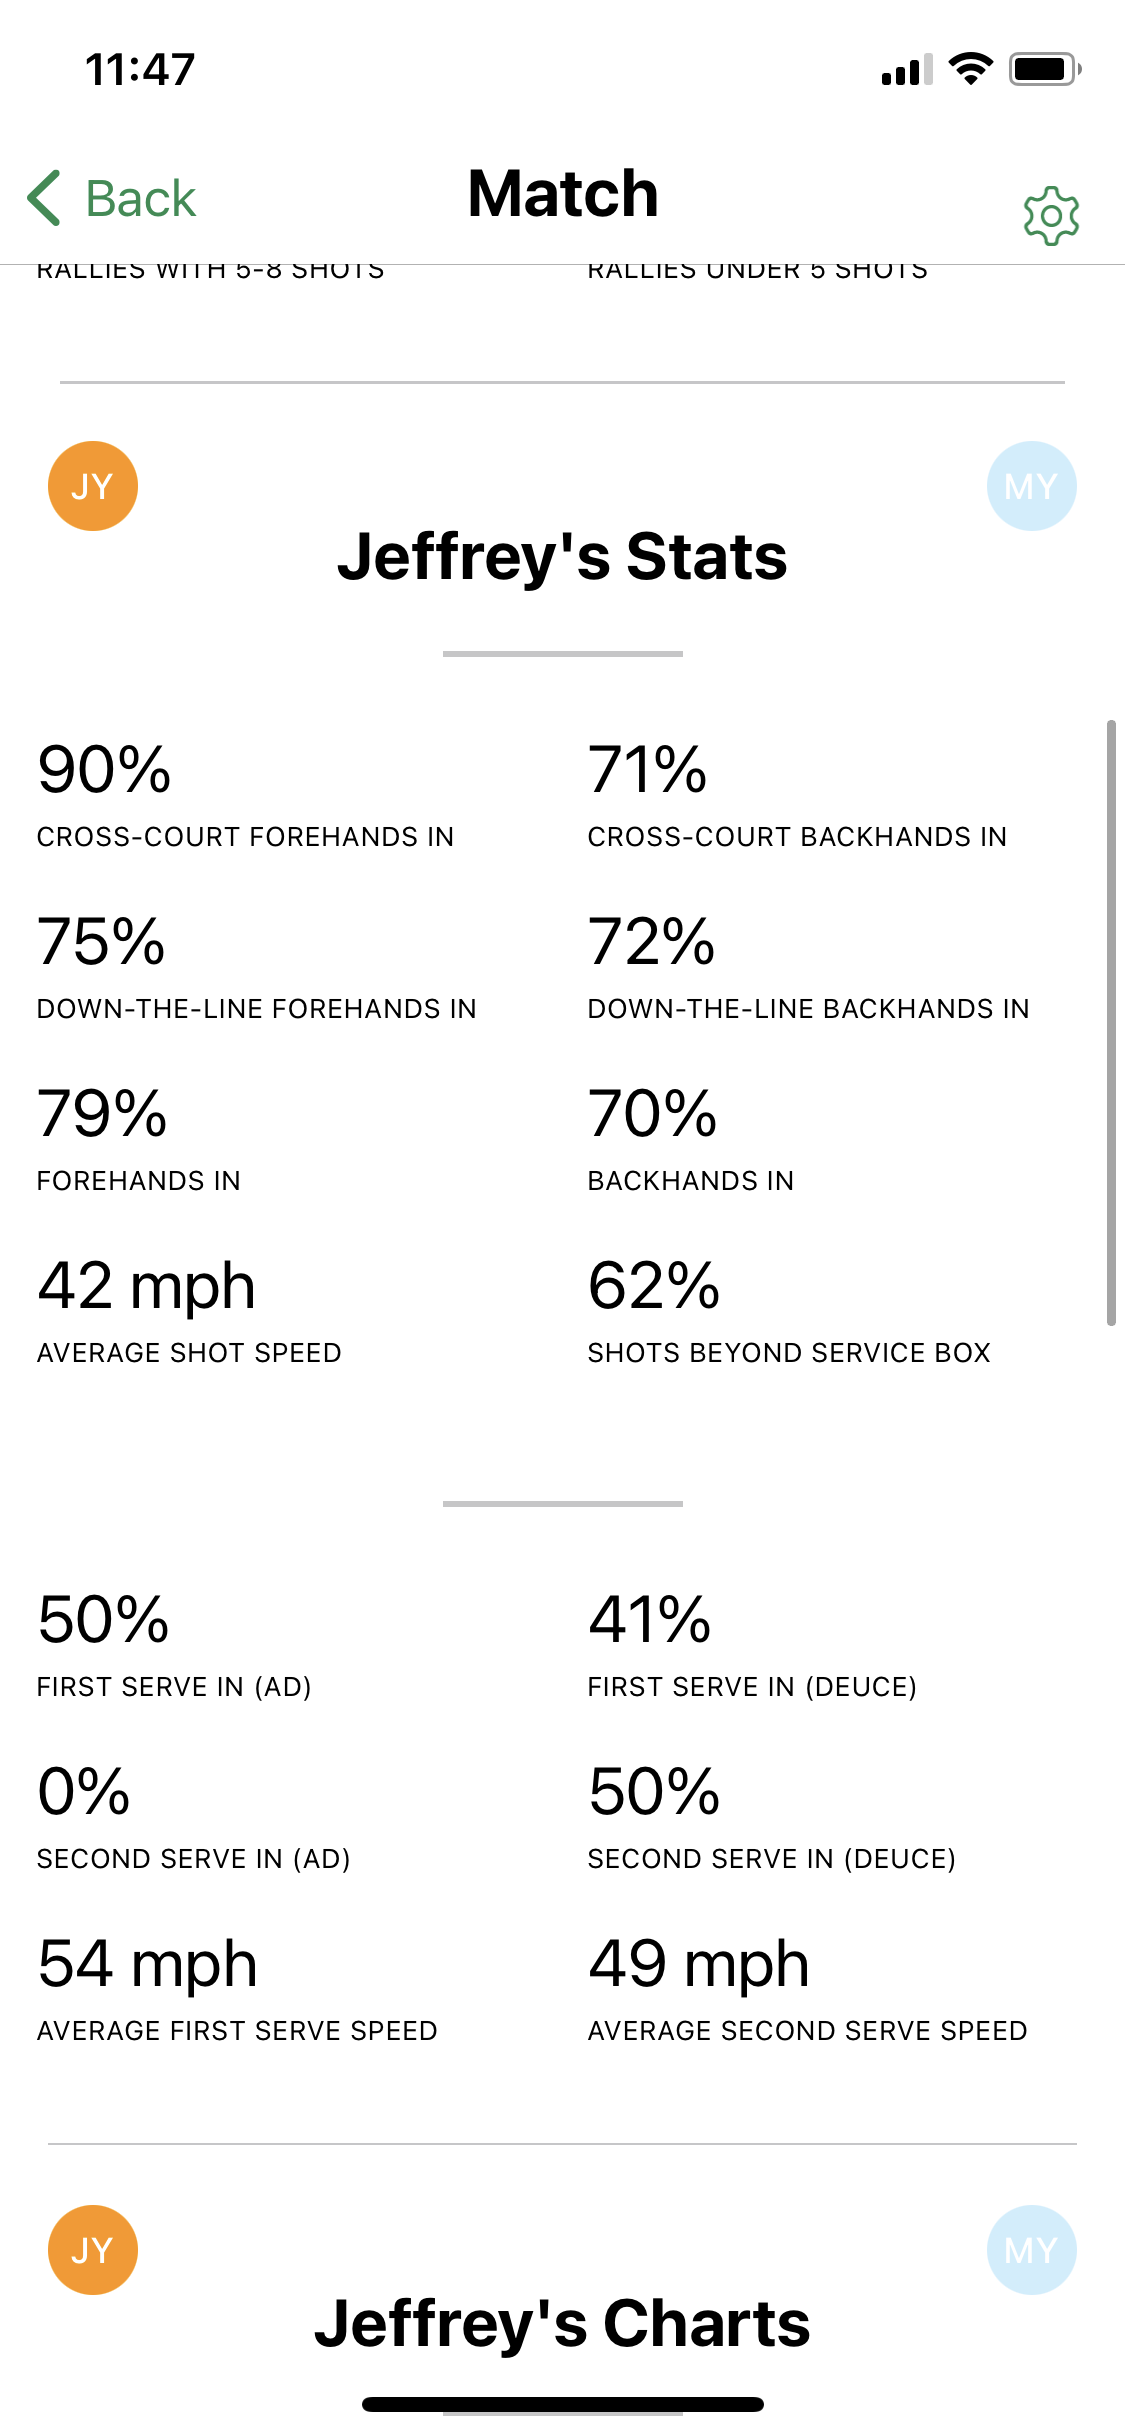 11:47
Back
Match
RALLIES WITH 5-8 SHOTS
RALLIES UNDER 5 SHOTS
JY
MY
Jeffrey's Stats
90%
71%
CROSS-COURT FOREHANDS IN
CROSS-COURT BACKHANDS IN
75%
72%
DOWN-THE-LINE FOREHANDS IN
DOWN-THE-LINE BACKHANDS IN
79%
70%
FOREHANDS IN
BACKHANDS IN
42 mph
62%
AVERAGE SHOT SPEED
SHOTS BEYOND SERVICE BOX
50%
41%
FIRST SERVE IN (AD)
FIRST SERVE IN (DEUCE)
0%
50%
SECOND SERVE IN (AD)
SECOND SERVE IN (DEUCE)
54 mph
49 mph
AVERAGE FIRST SERVE SPEED
AVERAGE SECOND SERVE SPEED
JY
MY
Jeffrey's Charts